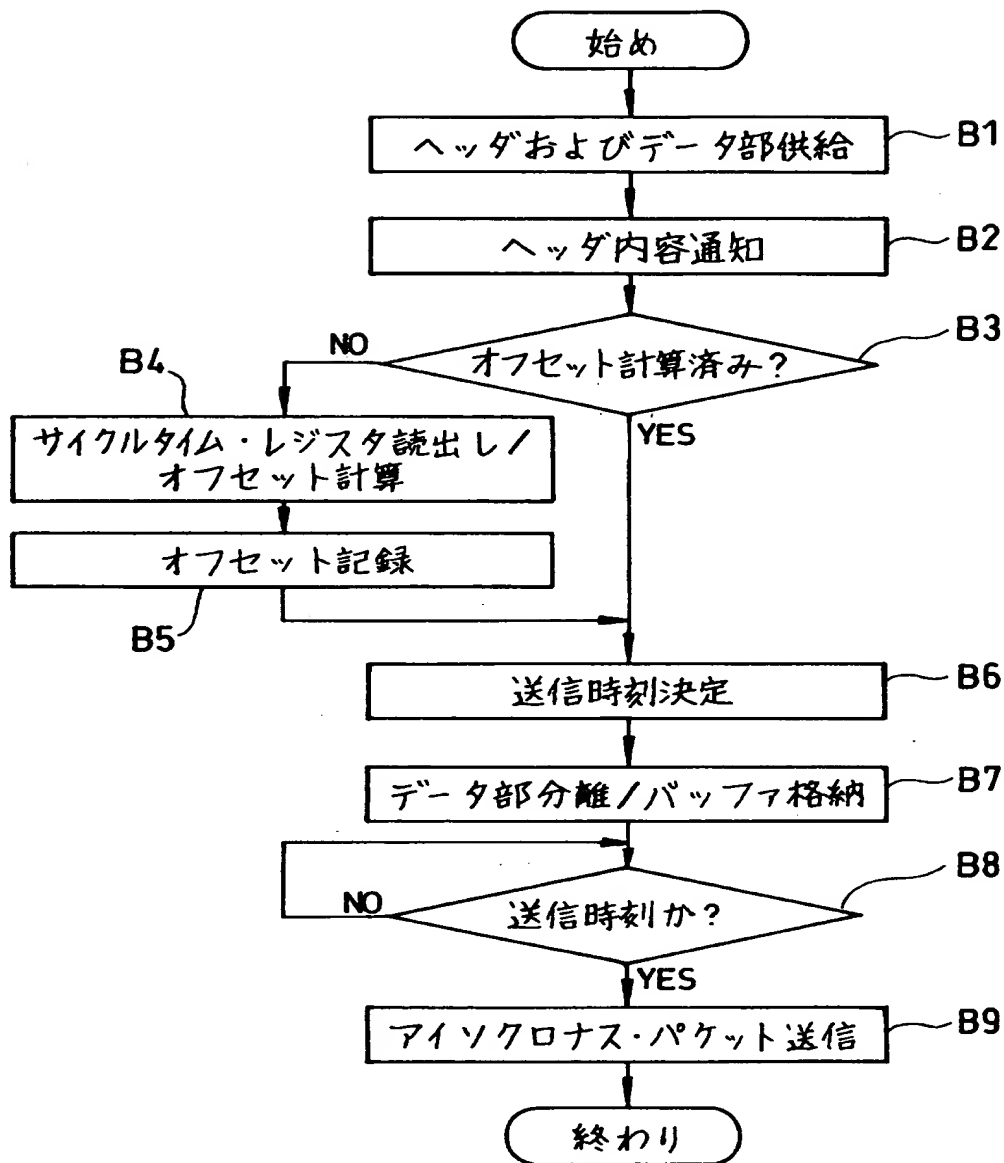 始め
ヘッダおよびデータ部供給
B1
ヘッダ内容通知
B2
オフセット計算済み?
B3
NO
YES
B4
サイクルタイム・レジスタ読出し/
オフセット計算
オフセット記録
B5
送信時刻決定
B6
データ部分離/バッファ格納
B7
送信時刻か?
B8
NO
YES
アイソクロナス・パケット送信
B9
終わり